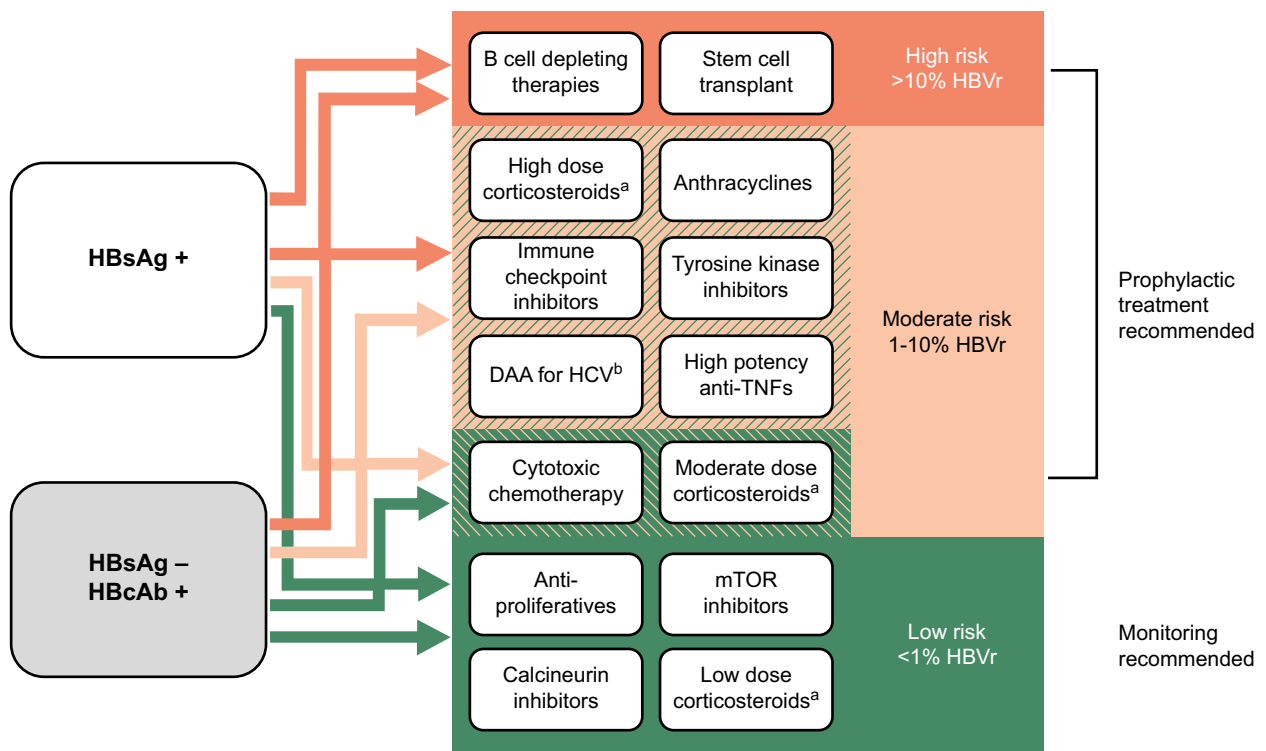 HBsAg +
HBsAg –
HBcAb +
B cell depleting
therapies
Stem cell
transplant
High risk
>10% HBVr
High dose
corticosteroidsᵃ
Anthracyclines
Immune
checkpoint
inhibitors
Tyrosine kinase
inhibitors
DAA for HCVᵇ
High potency
anti-TNFs
Moderate risk
1-10% HBVr
Cytotoxic
chemotherapy
Moderate dose
corticosteroidsᵃ
Prophylactic
treatment
recommended
Anti-
proliferatives
mTOR
inhibitors
Calcineurin
inhibitors
Low dose
corticosteroidsᵃ
Low risk
<1% HBVr
Monitoring
recommended